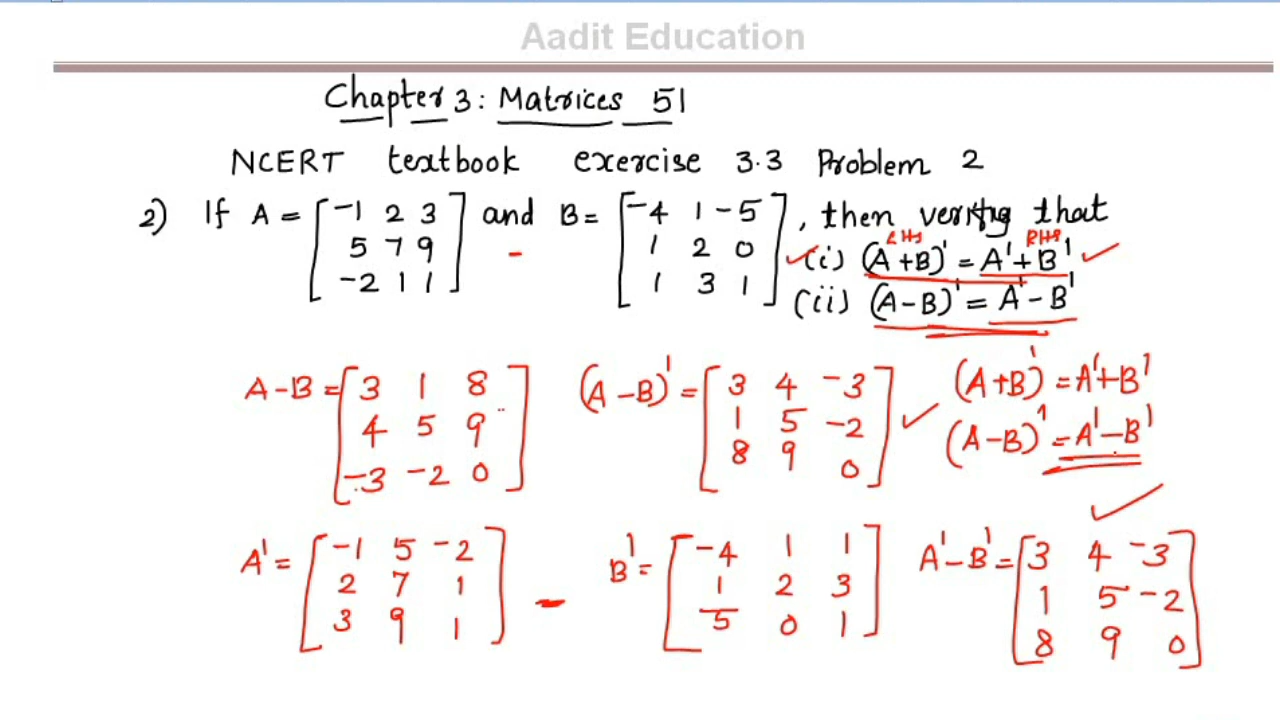 Aadit Education
Chapter 3: Matrices 51
NCERT textbook exercise 3.3 Problem 2
2) If A = [-1 2 3 and B = [-4 1 -5], then verify that
5 7 9
1 2 0
LHS RHS
(i) (A+B)' = A'+B'
-2 1 1]
1 3 1]
(ii) (A-B)' = A'-B'
A-B = [3 1 8
4 5 9
-3 -2 0]
(A-B)' = [3 4 -3
1 5 -2
8 9 0]
(A+B)' = A'+B'
(A-B)' = A'-B'
A' = [-1 5 -2
2 7 1
3 9 1]
-
B' = [-4 1 1
1 2 3
-5 0 1]
A'-B' = [3 4 -3
1 5 -2
8 9 0]